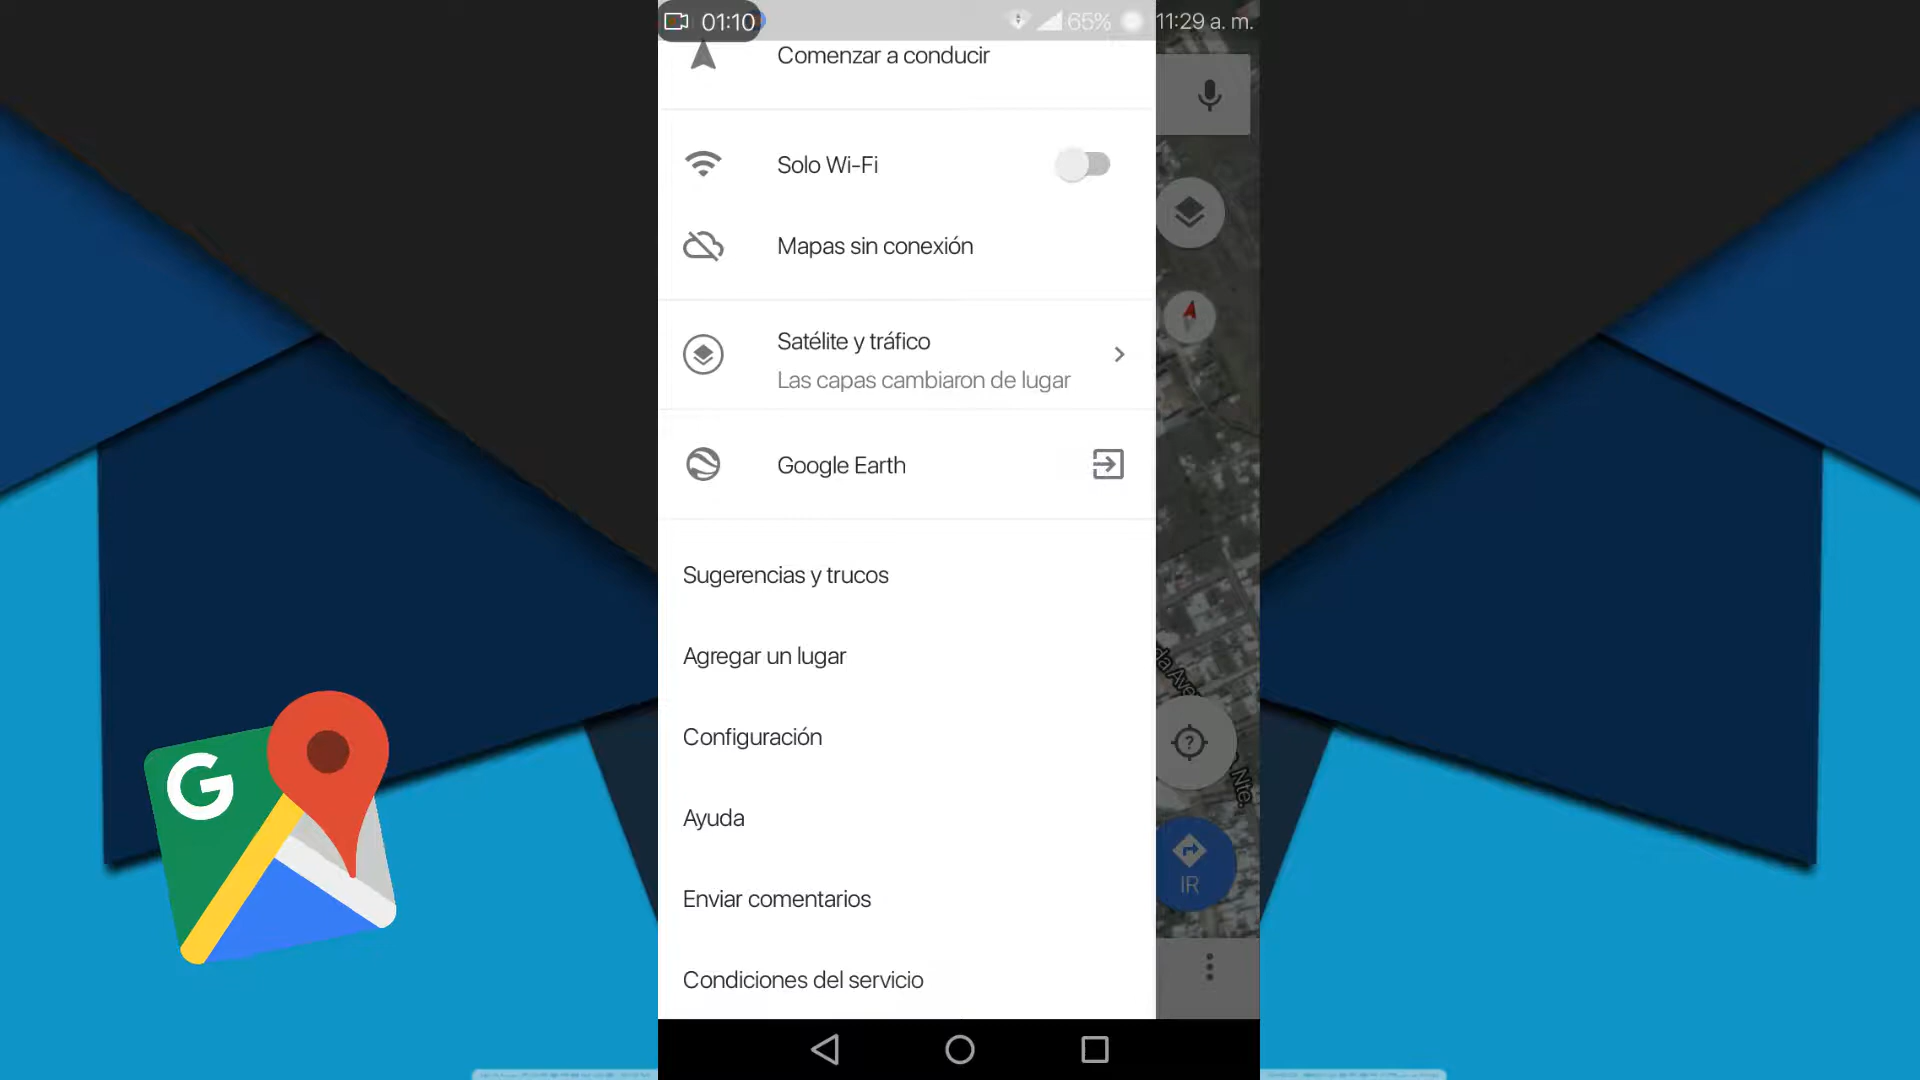 01:10
65%
11:29 a. m.
Comenzar a conducir
Solo Wi-Fi
Mapas sin conexión
Satélite y tráfico
Las capas cambiaron de lugar
Google Earth
Sugerencias y trucos
Agregar un lugar
Configuración
Ayuda
Enviar comentarios
Condiciones del servicio
Nte.
IR
G